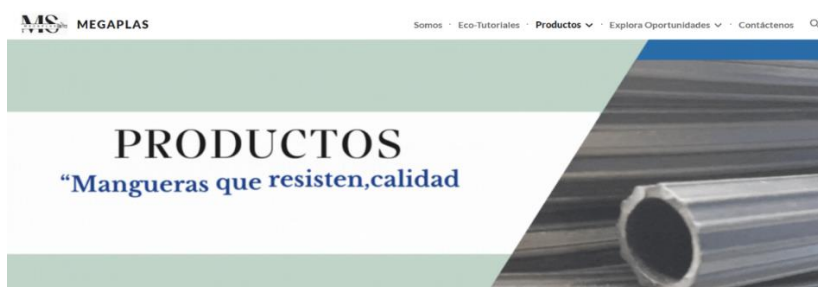 MS MEGAPLAS Somos · Eco-Tutoriales · Productos · Explora Oportunidades · Contáctenos
PRODUCTOS
“Mangueras que resisten,calidad